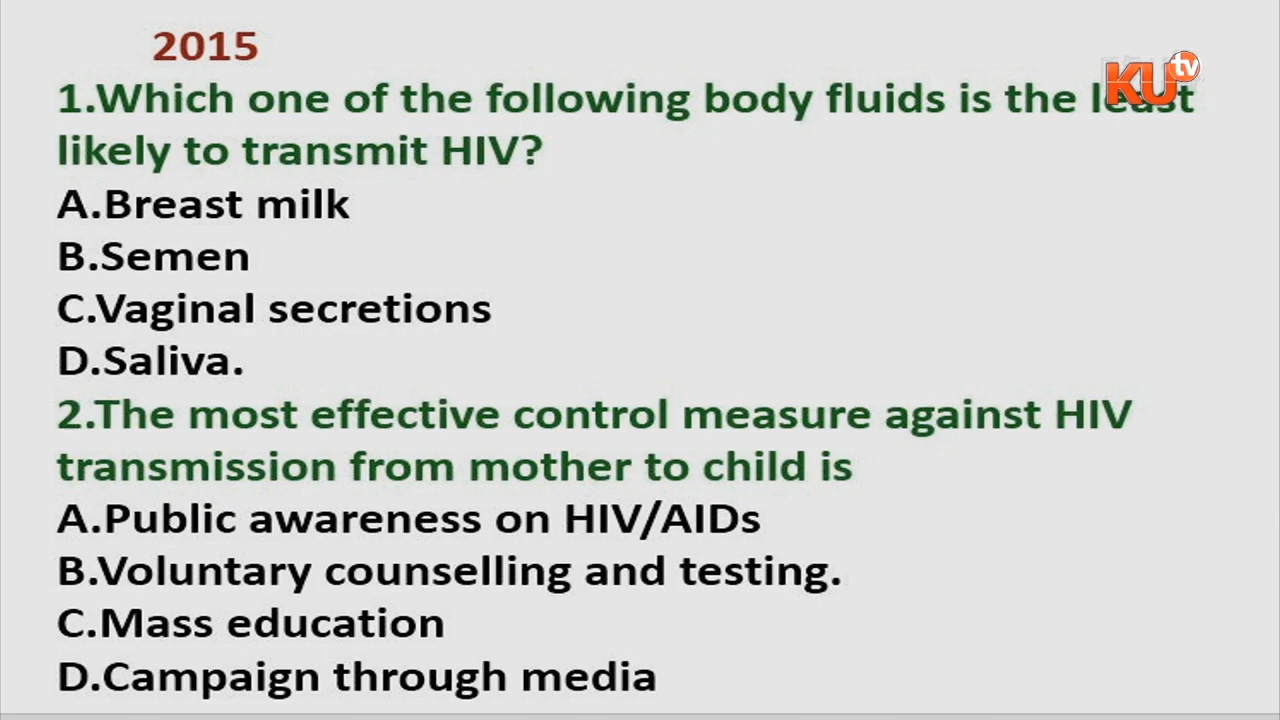 2015
KU tv
1.Which one of the following body fluids is the least
likely to transmit HIV?
A.Breast milk
B.Semen
C.Vaginal secretions
D.Saliva.
2.The most effective control measure against HIV
transmission from mother to child is
A.Public awareness on HIV/AIDs
B.Voluntary counselling and testing.
C.Mass education
D.Campaign through media